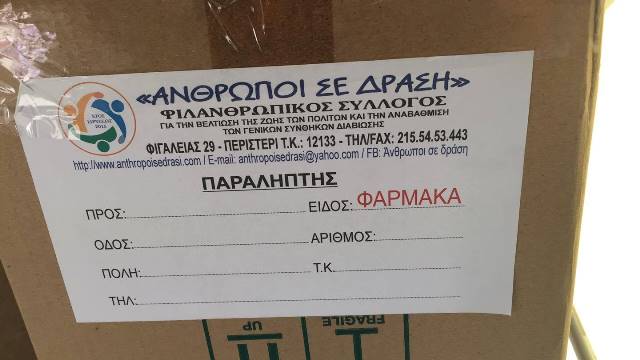 «ΑΝΘΡΩΠΟΙ ΣΕ ΔΡΑΣΗ»
ΦΙΛΑΝΘΡΩΠΙΚΟΣ ΣΥΛΛΟΓΟΣ
ΓΙΑ ΤΗΝ ΒΕΛΤΙΩΣΗ ΤΗΣ ΖΩΗΣ ΤΩΝ ΠΟΛΙΤΩΝ ΚΑΙ ΤΗΝ ΑΝΑΒΑΘΜΙΣΗ
ΤΩΝ ΓΕΝΙΚΩΝ ΣΥΝΘΗΚΩΝ ΔΙΑΒΙΩΣΗΣ
ΦΙΓΑΛΕΙΑΣ 29 - ΠΕΡΙΣΤΕΡΙ Τ.Κ.: 12133 - ΤΗΛ/FAX: 215.54.53.443
http://www.anthropoisedrasi.com / E-mail: anthropoisedrasi@yahoo.com / FB: Άνθρωποι σε δράση
ΠΑΡΑΛΗΠΤΗΣ
ΠΡΟΣ: ΕΙΔΟΣ: ΦΑΡΜΑΚΑ
ΟΔΟΣ: ΑΡΙΘΜΟΣ:
ΠΟΛΗ: Τ.Κ.
ΤΗΛ:
UP FRAGILE